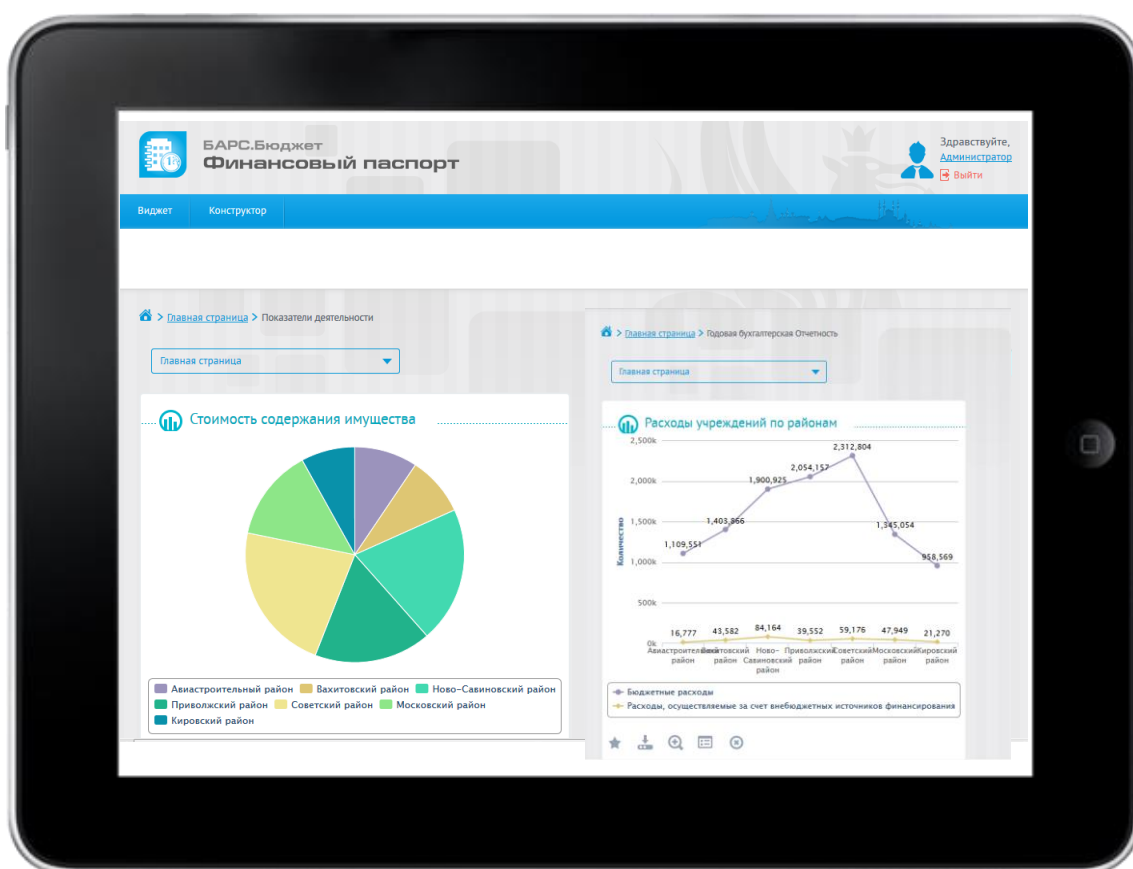 БАРС.Бюджет
Финансовый паспорт
Здравствуйте,
Администратор
Выйти
Виджет Конструктор
> Главная страница > Показатели деятельности
Главная страница
Стоимость содержания имущества
Авиастроительный район Вахитовский район Ново-Савиновский район
Приволжский район Советский район Московский район
Кировский район
> Главная страница > Годовая бухгалтерская Отчетность
Главная страница
Расходы учреждений по районам
Количество
2,500k
2,000k
1,500k
1,000k
500k
0k
1,109,551 1,403,866 1,900,925 2,054,157 2,312,804 1,345,054 958,569
16,777 43,582 84,164 39,552 59,176 47,949 21,270
Авиастроительный район
Вахитовский район
Ново-Савиновский район
Приволжский район
Советский район
Московский район
Кировский район
Бюджетные расходы
Расходы, осуществляемые за счет внебюджетных источников финансирования